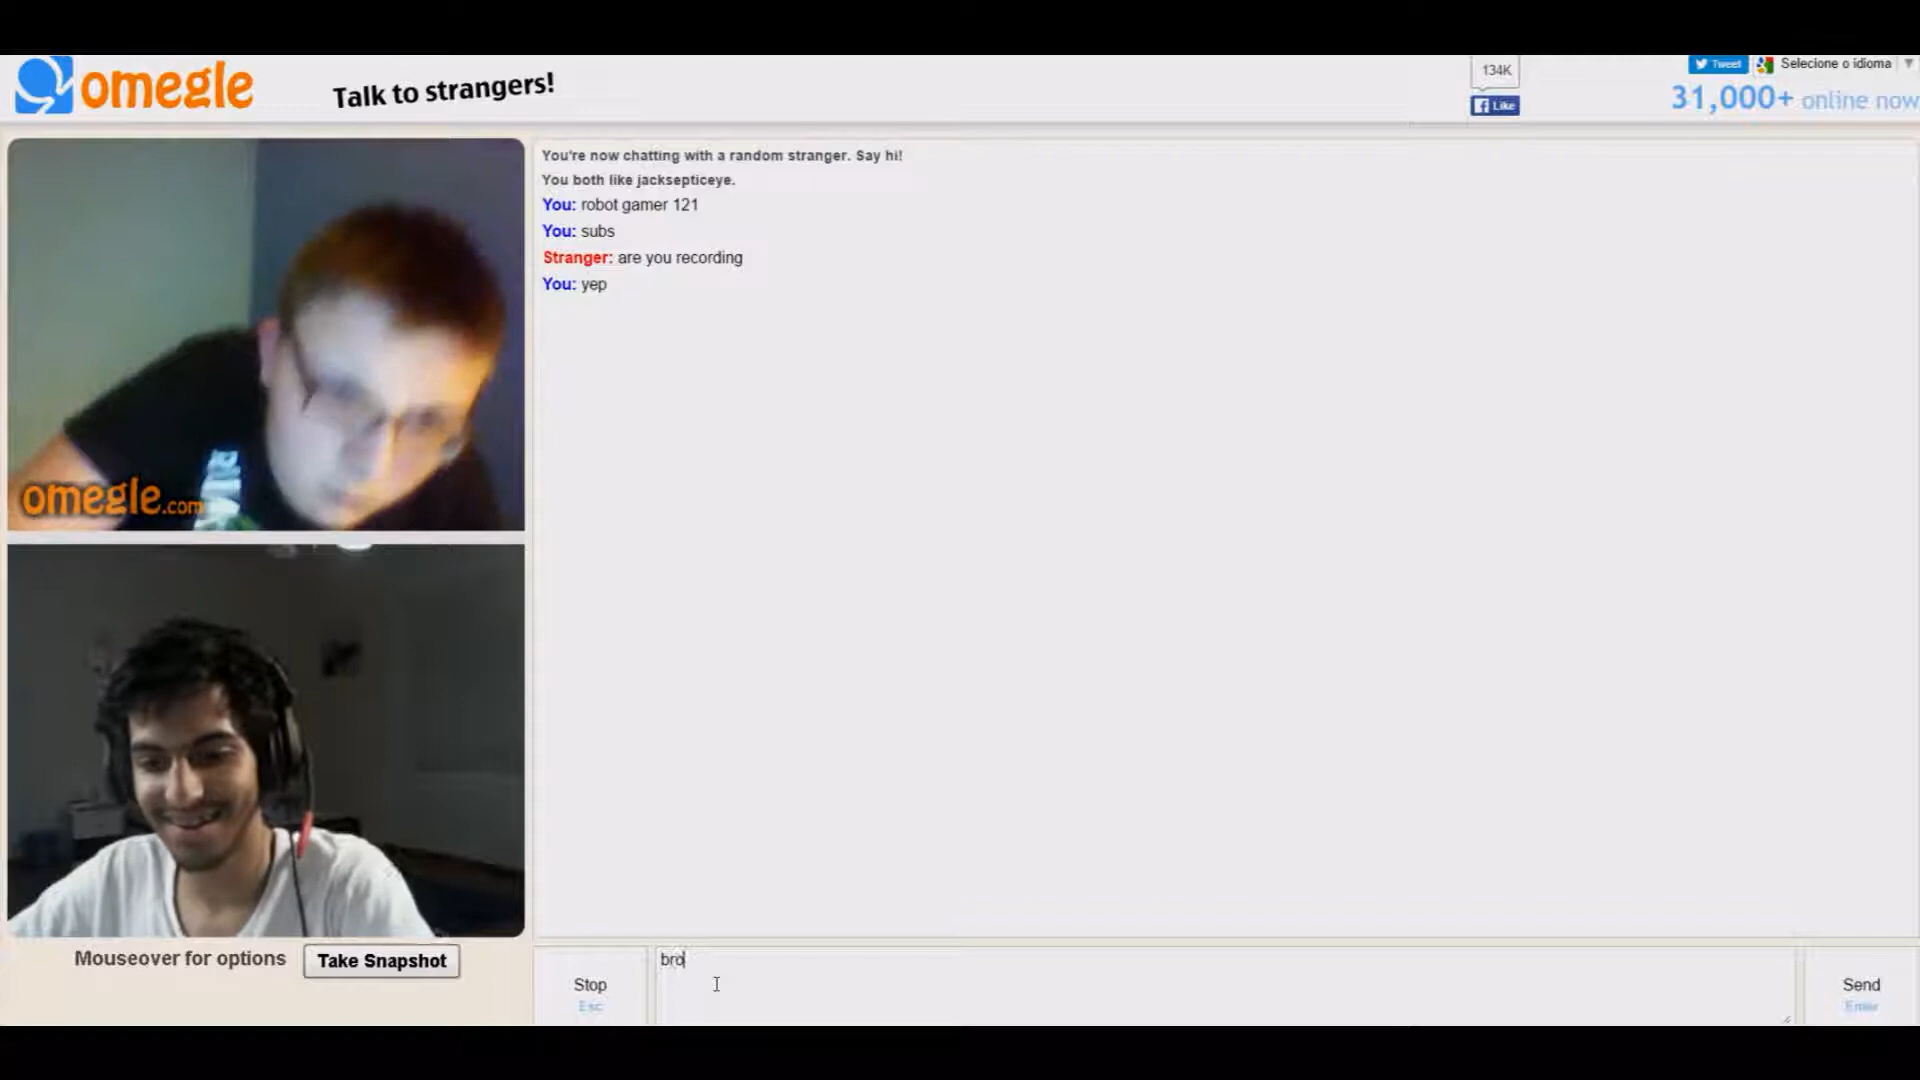 omegle
Talk to strangers!
134K
Like
Tweet
Selecione o idioma
31,000+ online now
omegle.com
You're now chatting with a random stranger. Say hi!
You both like jacksepticeye.
You: robot gamer 121
You: subs
Stranger: are you recording
You: yep
Mouseover for options
Take Snapshot
Stop
Esc
bro
Send
Enter